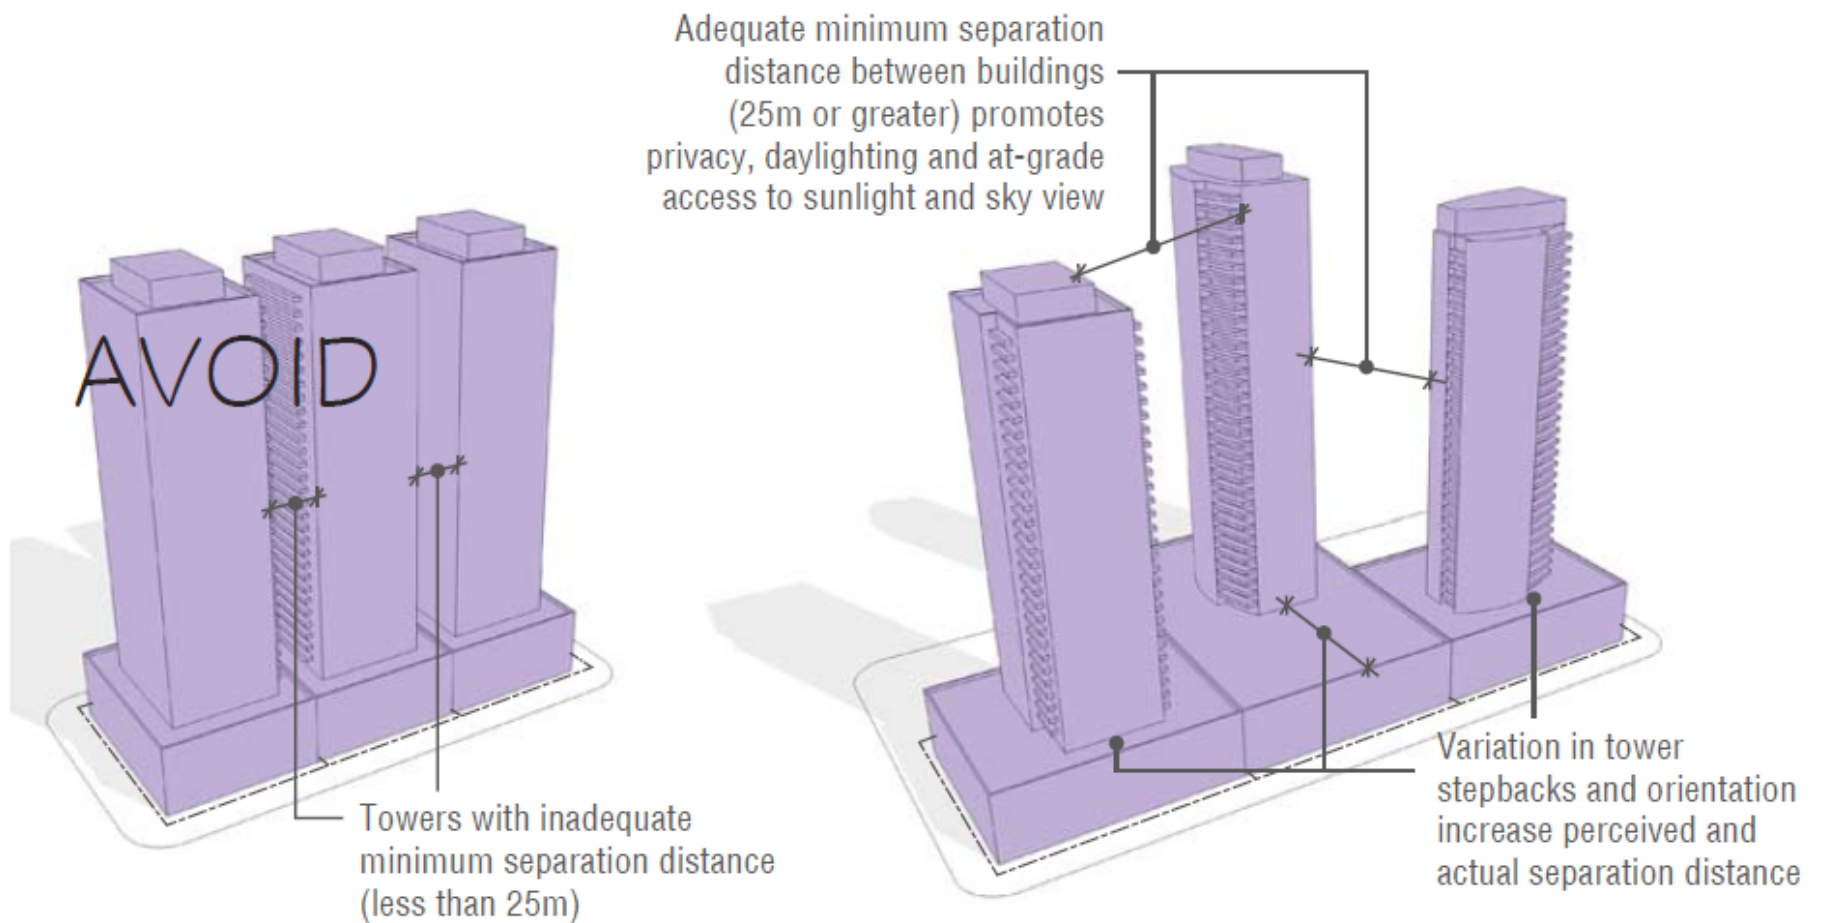 Adequate minimum separation
distance between buildings
(25m or greater) promotes
privacy, daylighting and at-grade
access to sunlight and sky view
AVOID
Towers with inadequate
minimum separation distance
(less than 25m)
Variation in tower
stepbacks and orientation
increase perceived and
actual separation distance